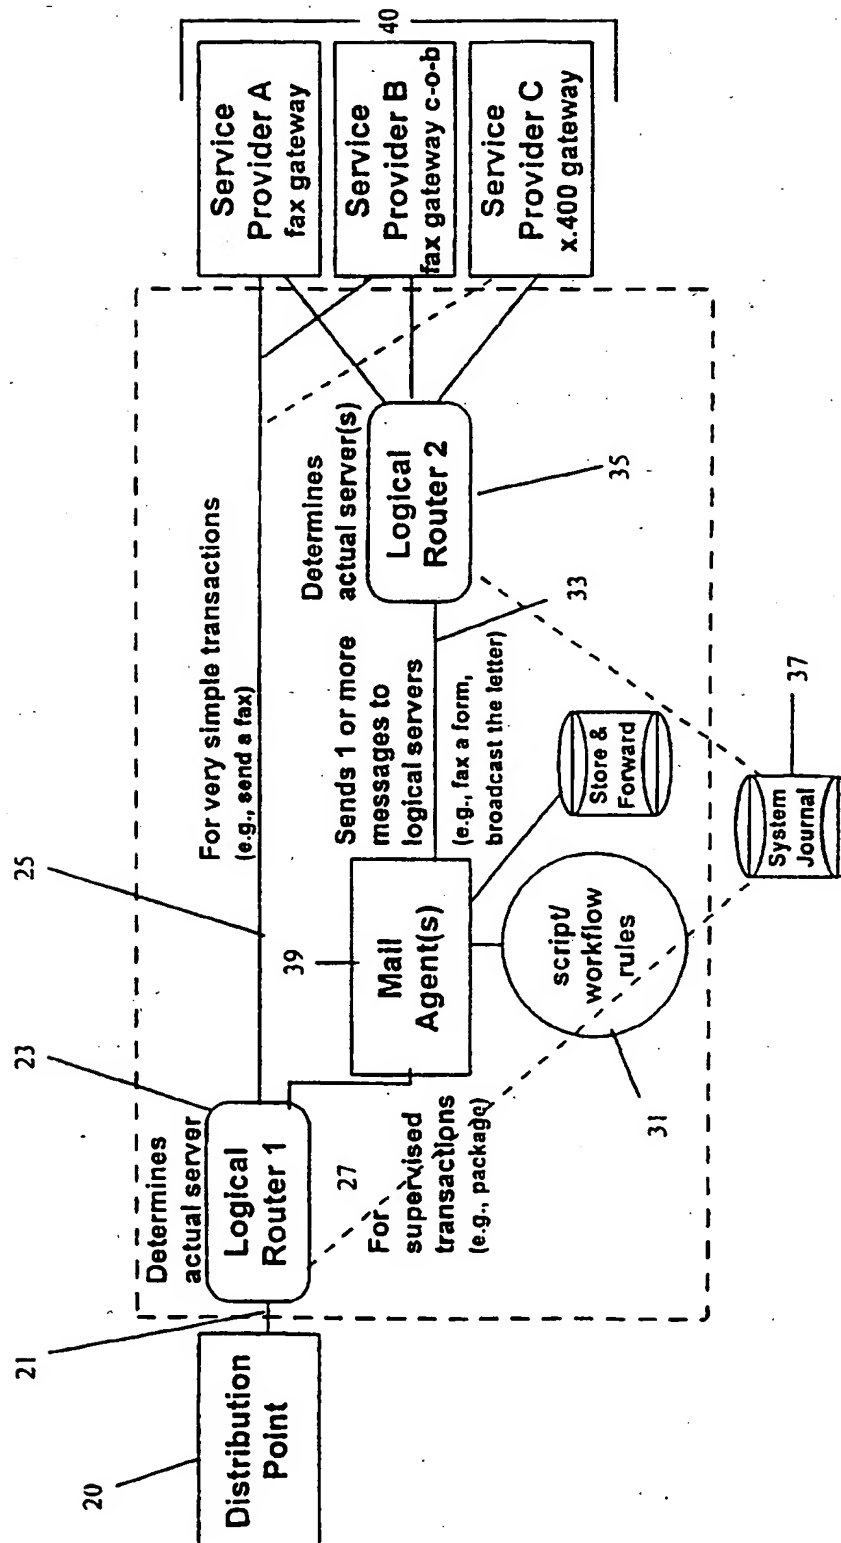 20
Distribution
Point
21
Determines
actual server
23
Logical
Router 1
25
For very simple transactions
(e.g., send a fax)
27
For
supervised
transactions
(e.g., package)
39
Mail
Agent(s)
script/
workflow
rules
31
Store &
Forward
Sends 1 or more
messages to
logical servers
(e.g., fax a form,
broadcast the letter)
33
Determines
actual server(s)
Logical
Router 2
35
System
Journal
37
Service
Provider A
fax gateway
Service
Provider B
fax gateway c-o-b
Service
Provider C
x.400 gateway
40